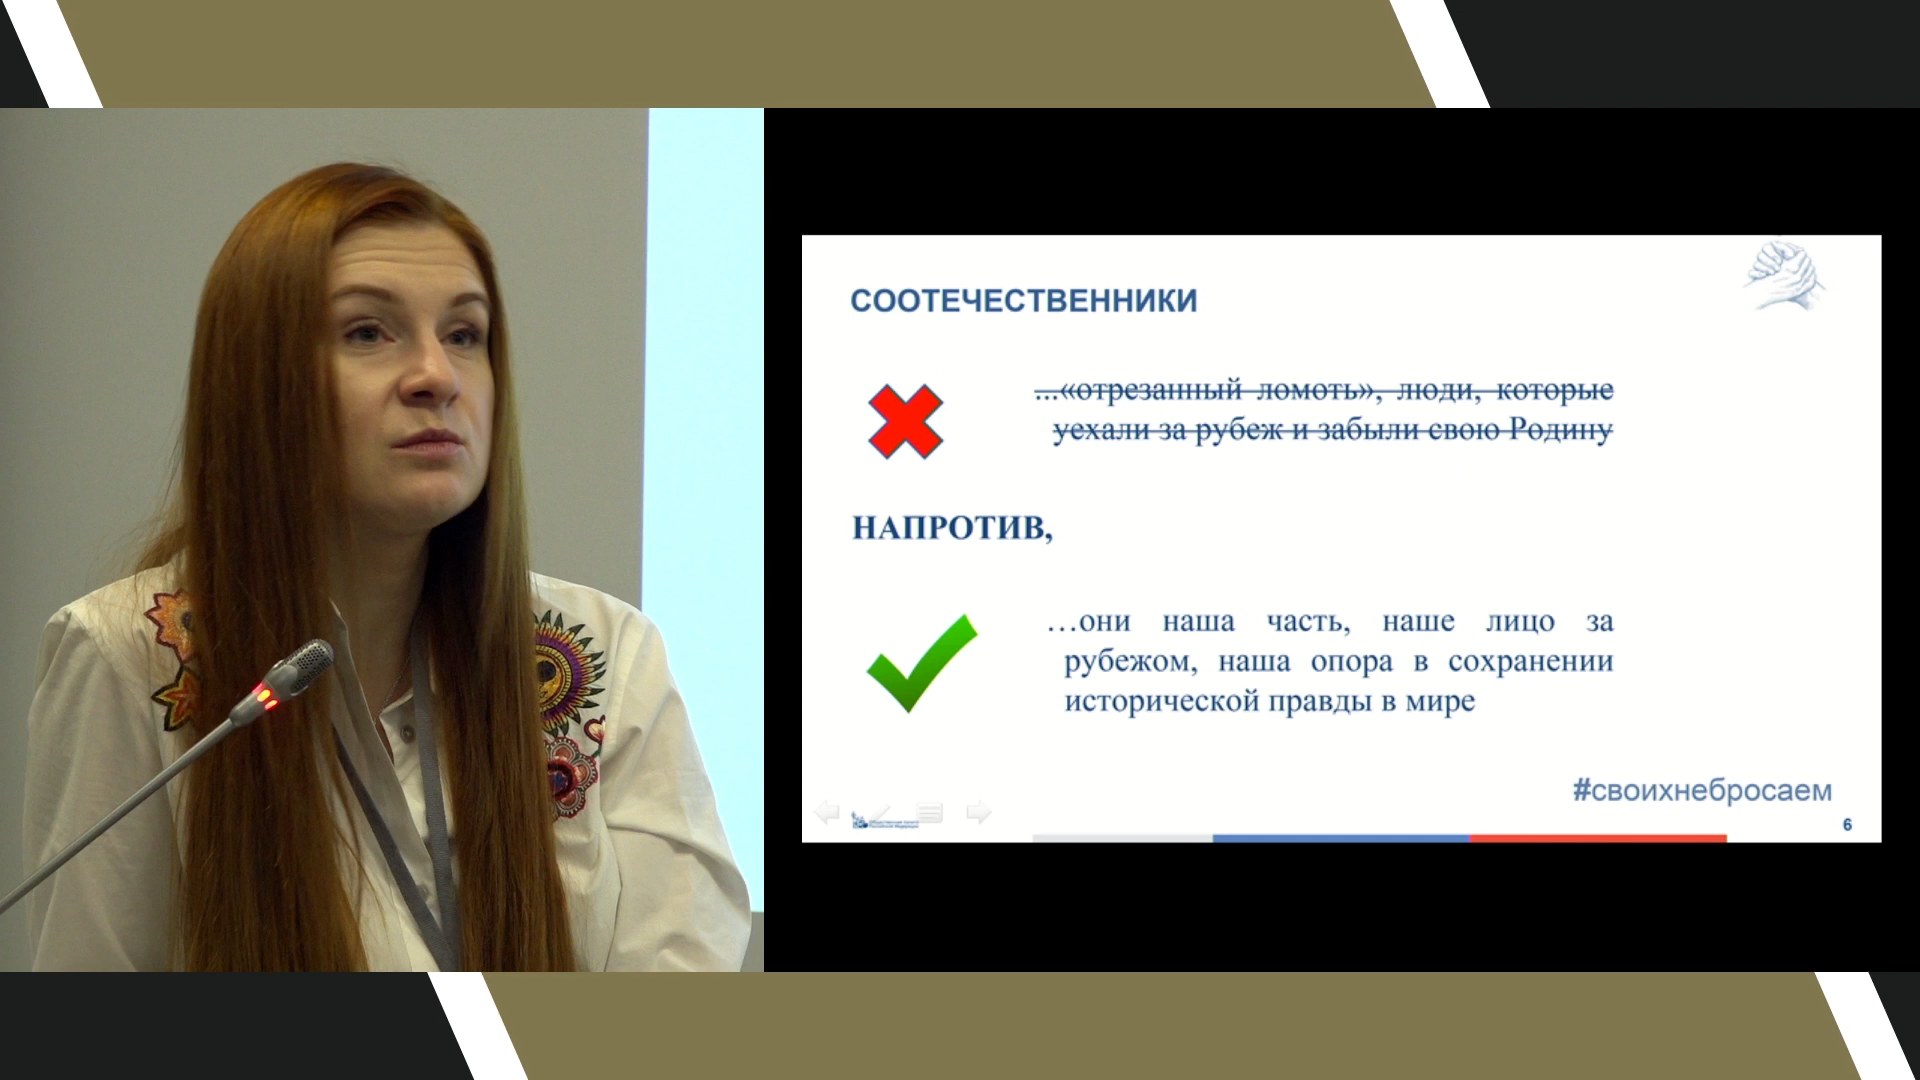 СООТЕЧЕСТВЕННИКИ
...«отрезанный ломоть», люди, которые
уехали за рубеж и забыли свою Родину
НАПРОТИВ,
…они наша часть, наше лицо за
рубежом, наша опора в сохранении
исторической правды в мире
#своихнебросаем
6